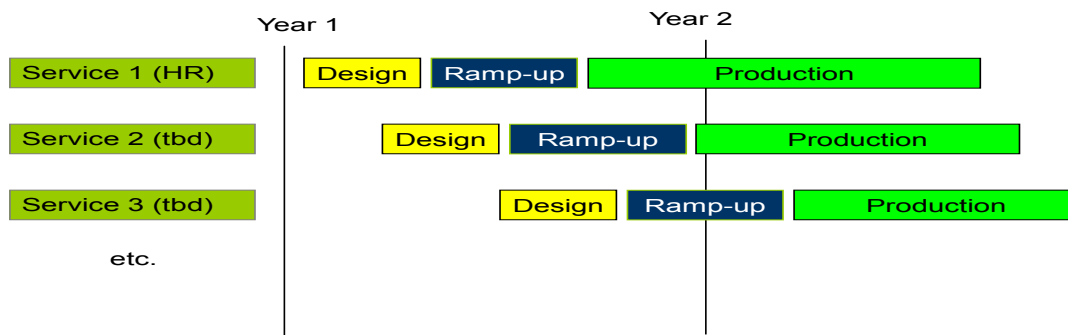 Year 1
Year 2
Service 1 (HR)
Design
Ramp-up
Production
Service 2 (tbd)
Design
Ramp-up
Production
Service 3 (tbd)
Design
Ramp-up
Production
etc.